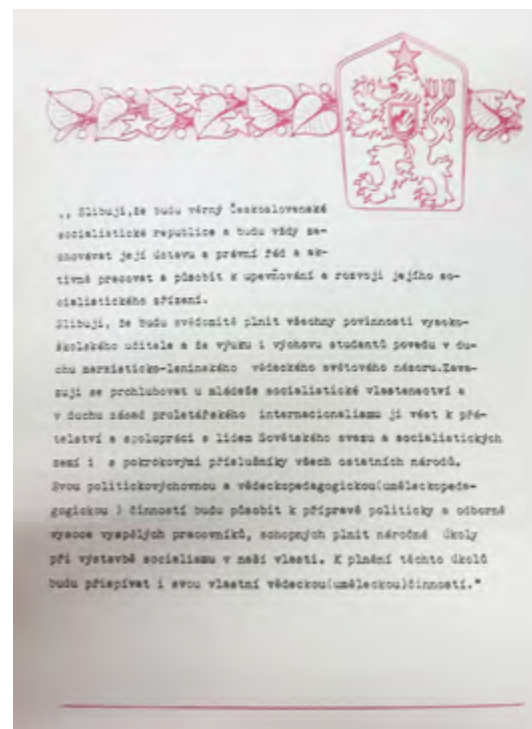 „ Slibuji,že budu věrný Československé
socialistické republice a budu vždy za-
chovávat její ústavu a právní řád a ak-
tivně pracovat a působit k upevňování a rozvoji jejího so-
cialistického zřízení.
Slibuji, že budu svědomitě plnit všechny povinnosti vysoko-
školského učitele a že výuku i výchovu studentů povedu v du-
chu marxisticko-leninského vědeckého světového názoru.Zava-
zuji se prohlubovat u mládeže socialistické vlastenectví a
v duchu zásad proletářského internacionalismu ji vést k přá-
telství a spolupráci s lidem Sovětského svazu a socialistických
zemí i s pokrokovými příslušníky všech ostatních národů.
Svou politickovýchovnou a vědeckopedagogickou(uměleckopeda-
gogickou ) činností budu působit k přípravě politicky a odborně
vysoce vyspělých pracovníků, schopných plnit náročné úkoly
při výstavbě socialismu v naší vlasti. K plnění těchto úkolů
budu přispívat i svou vlastní vědeckou(uměleckou)činností."